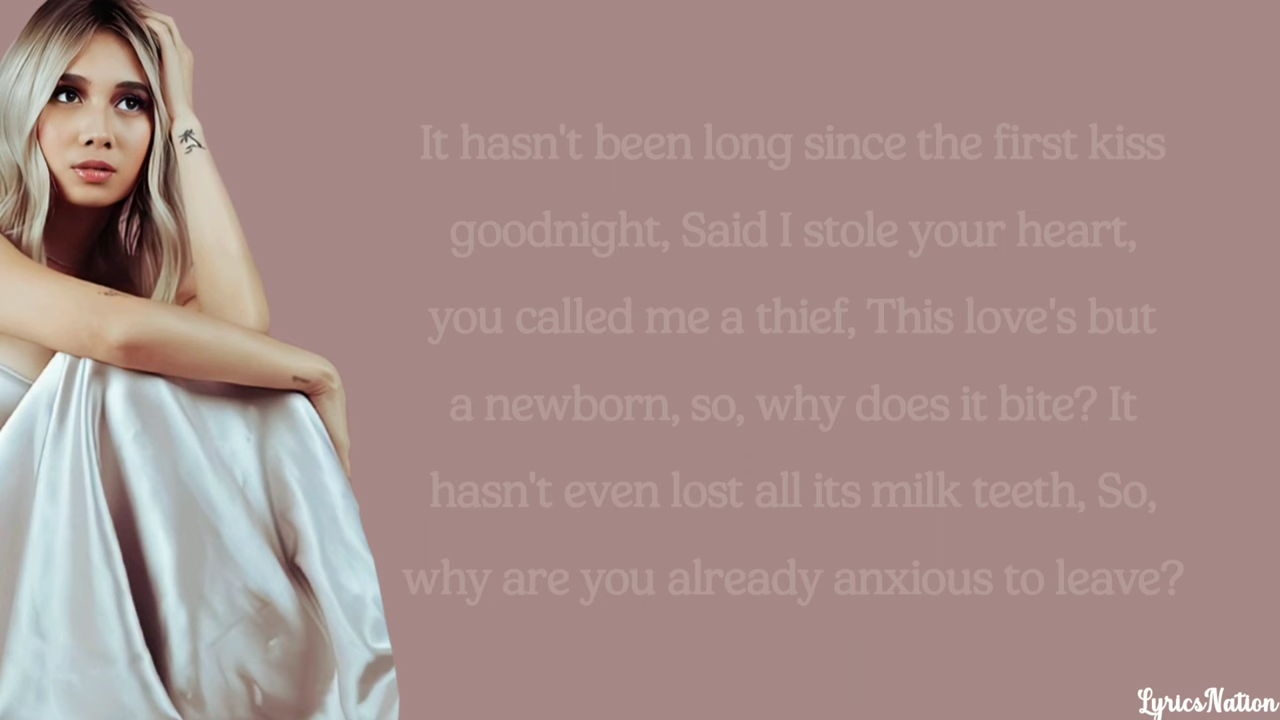 It hasn't been long since the first kiss
goodnight, Said I stole your heart,
you called me a thief, This love's but
a newborn, so, why does it bite? It
hasn't even lost all its milk teeth, So,
why are you already anxious to leave?
LyricsNation